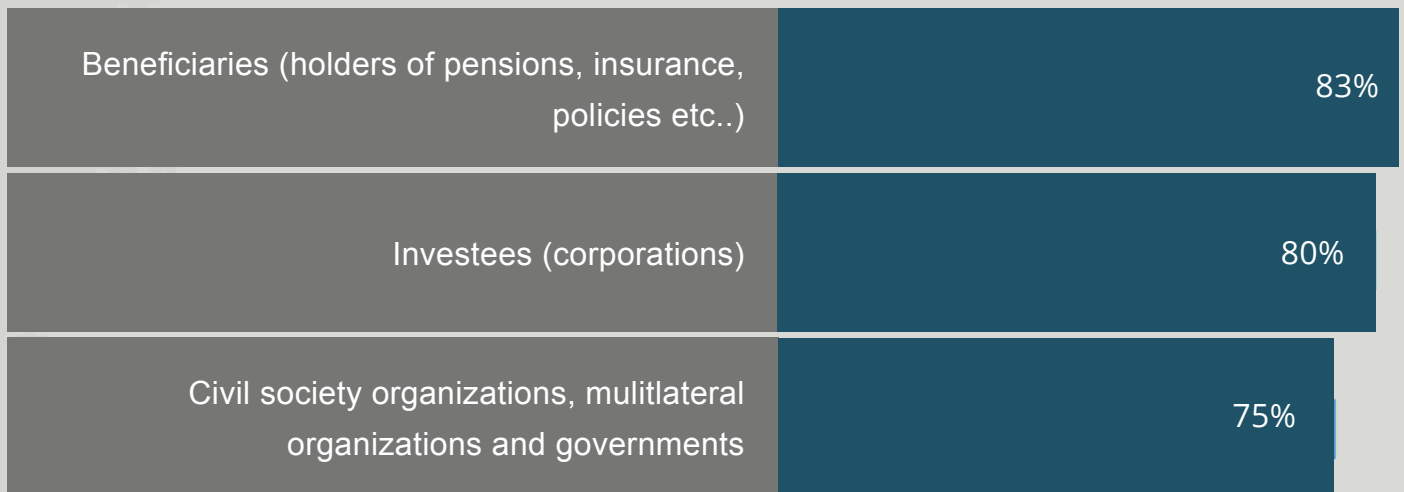 Beneficiaries (holders of pensions, insurance,
policies etc..)
83%
Investees (corporations)
80%
Civil society organizations, mulitlateral
organizations and governments
75%